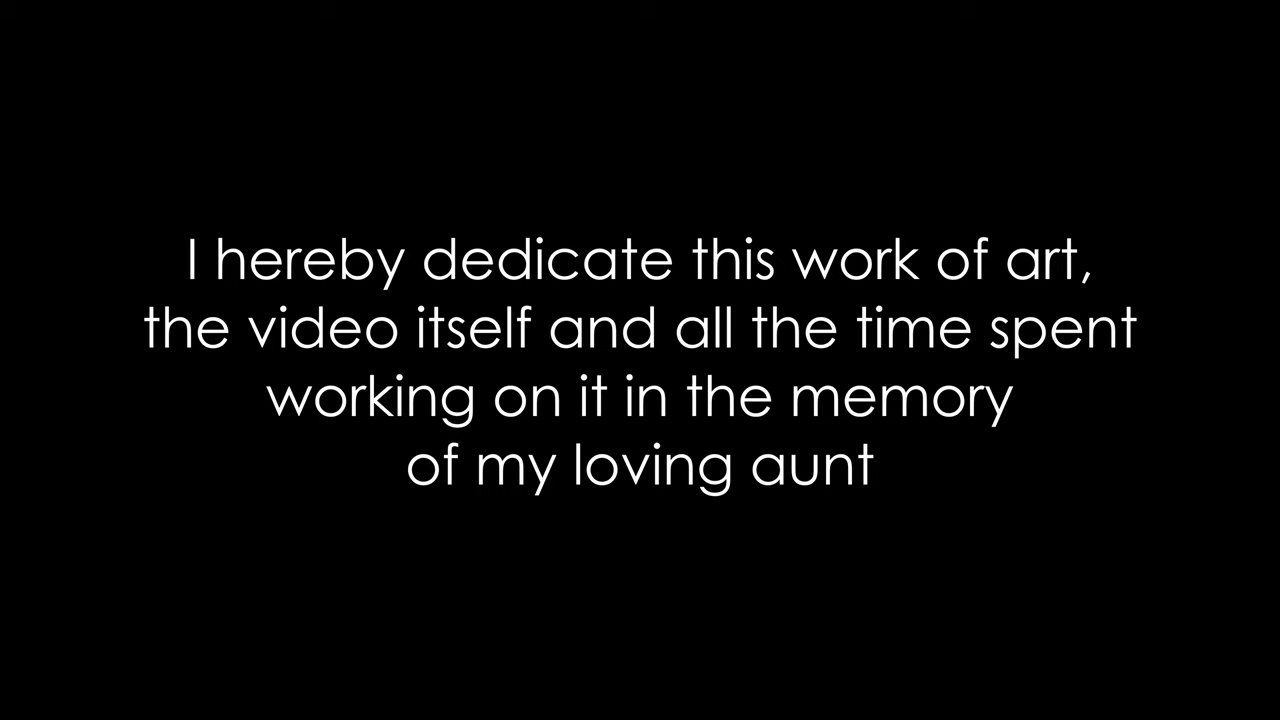 I hereby dedicate this work of art,
the video itself and all the time spent
working on it in the memory
of my loving aunt